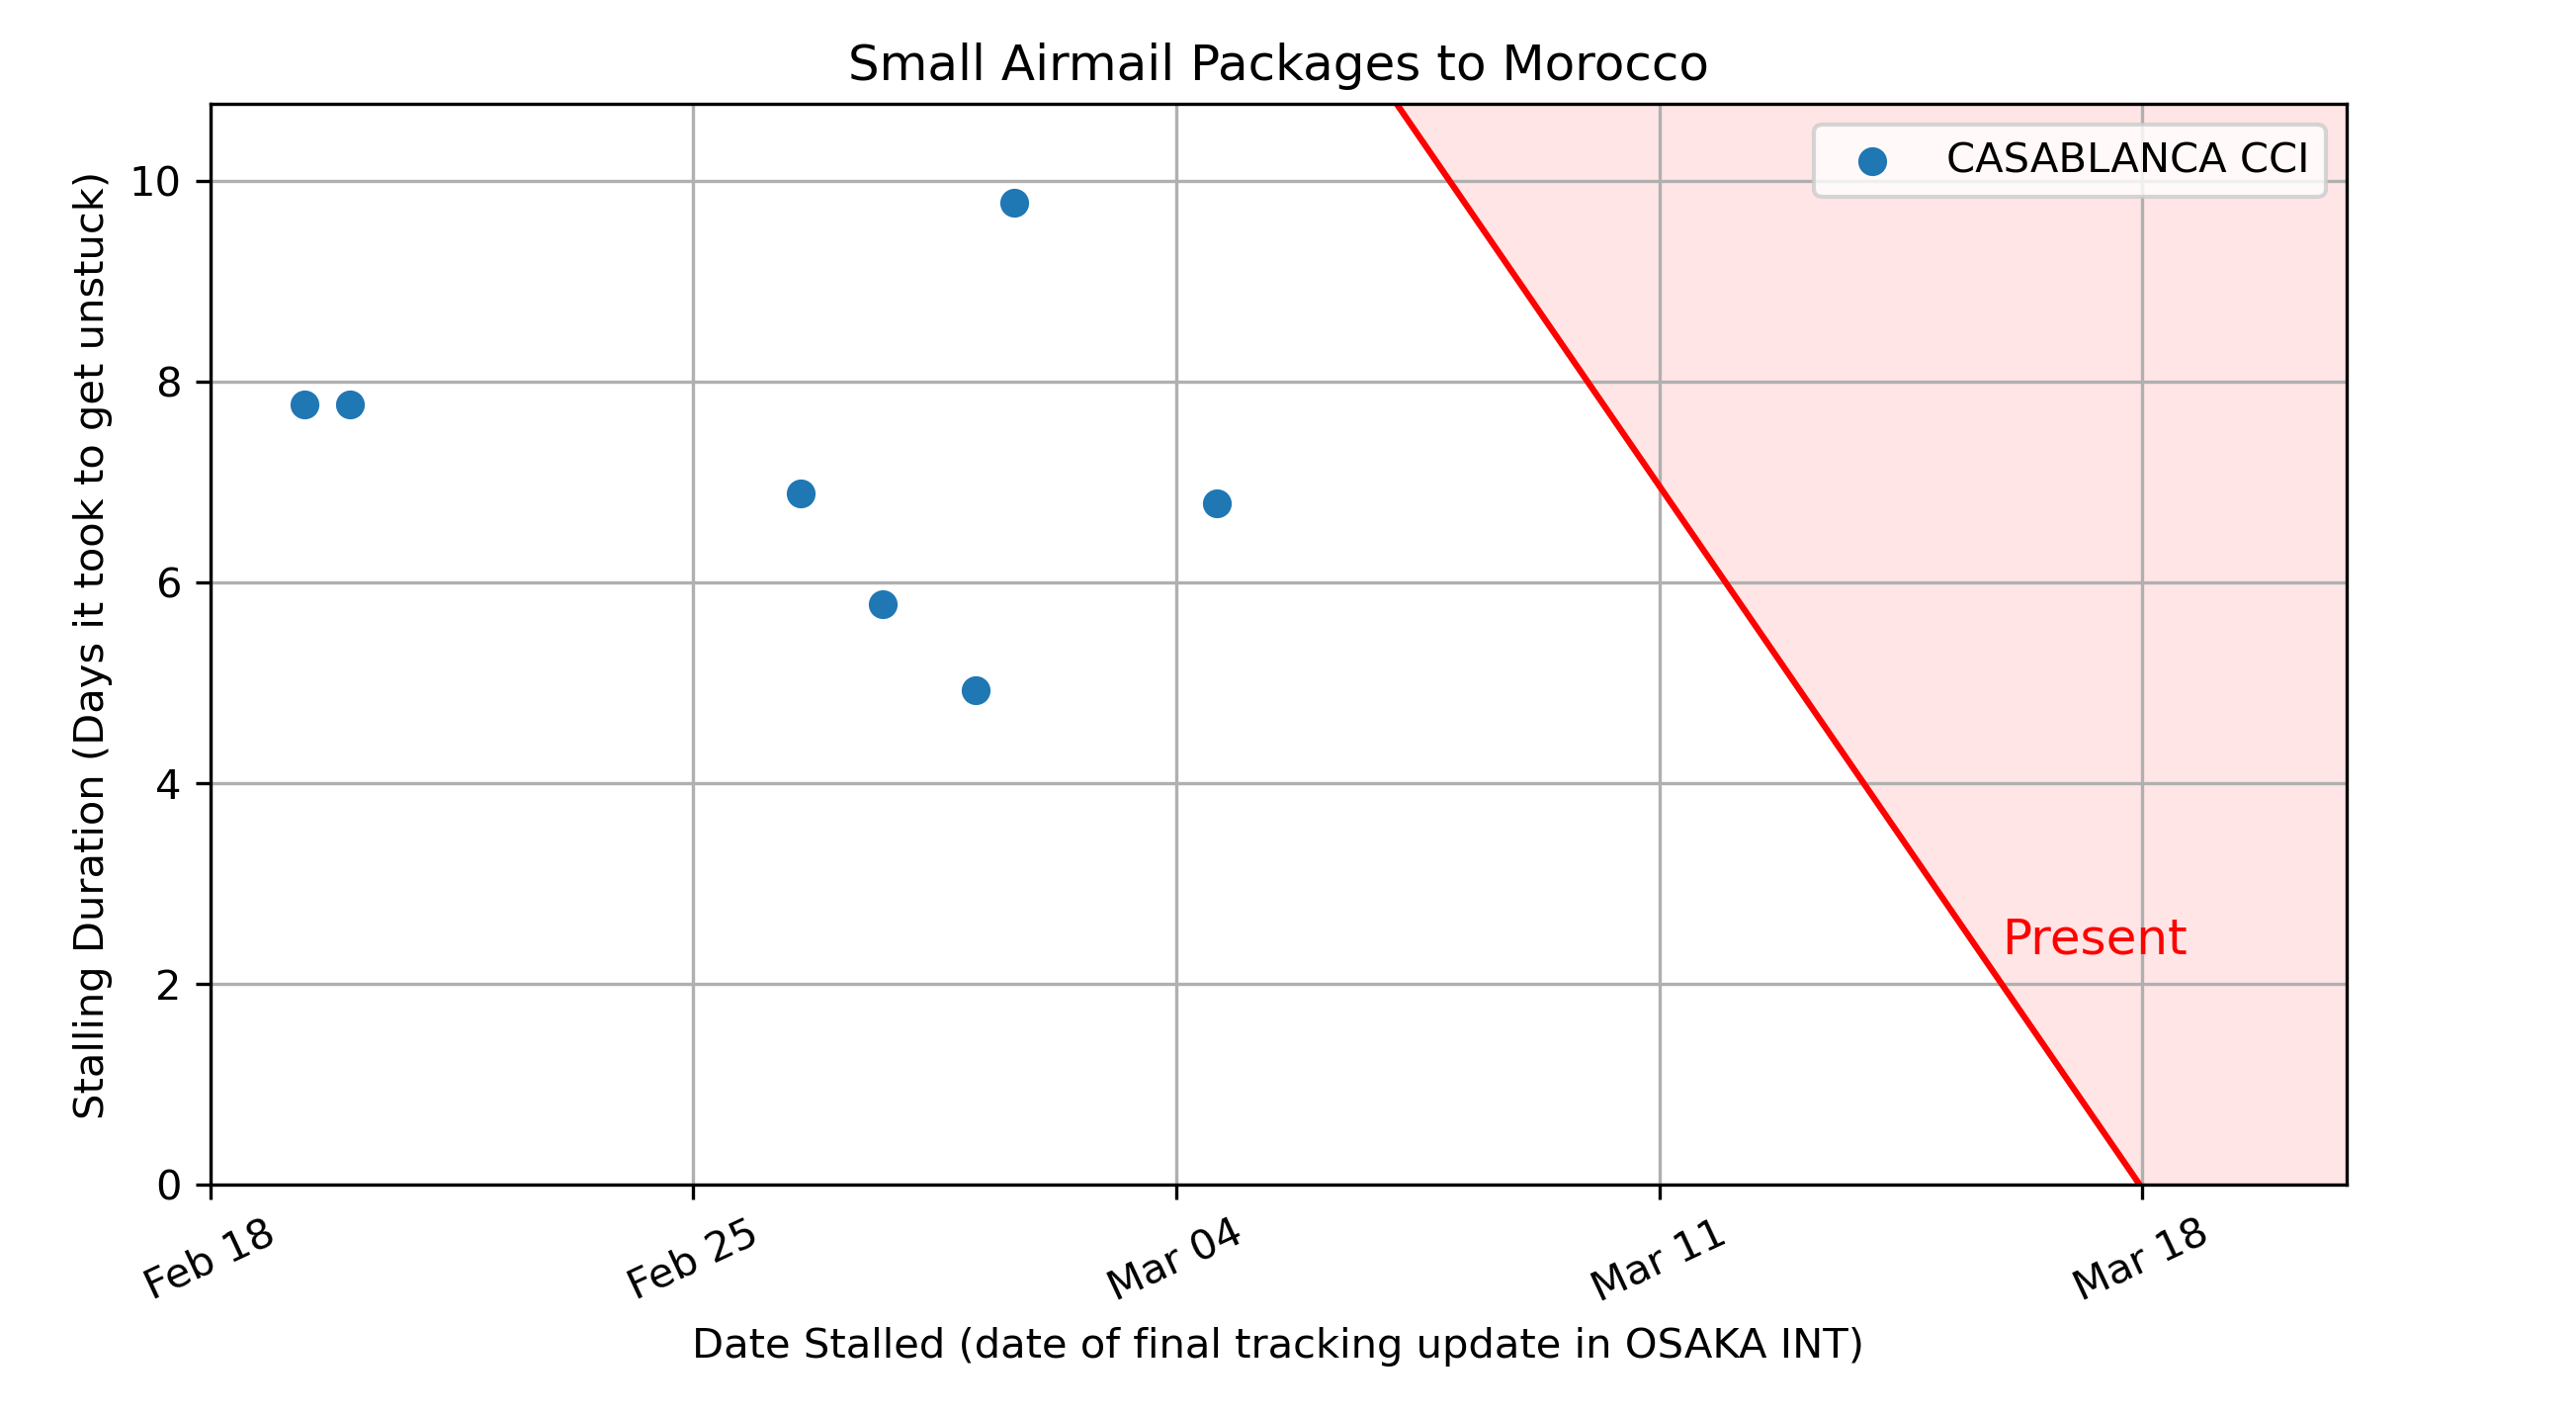 Small Airmail Packages to Morocco
CASABLANCA CCI
Stalling Duration (Days it took to get unstuck)
10
8
6
4
2
0
Present
Feb 18
Feb 25
Mar 04
Mar 11
Mar 18
Date Stalled (date of final tracking update in OSAKA INT)